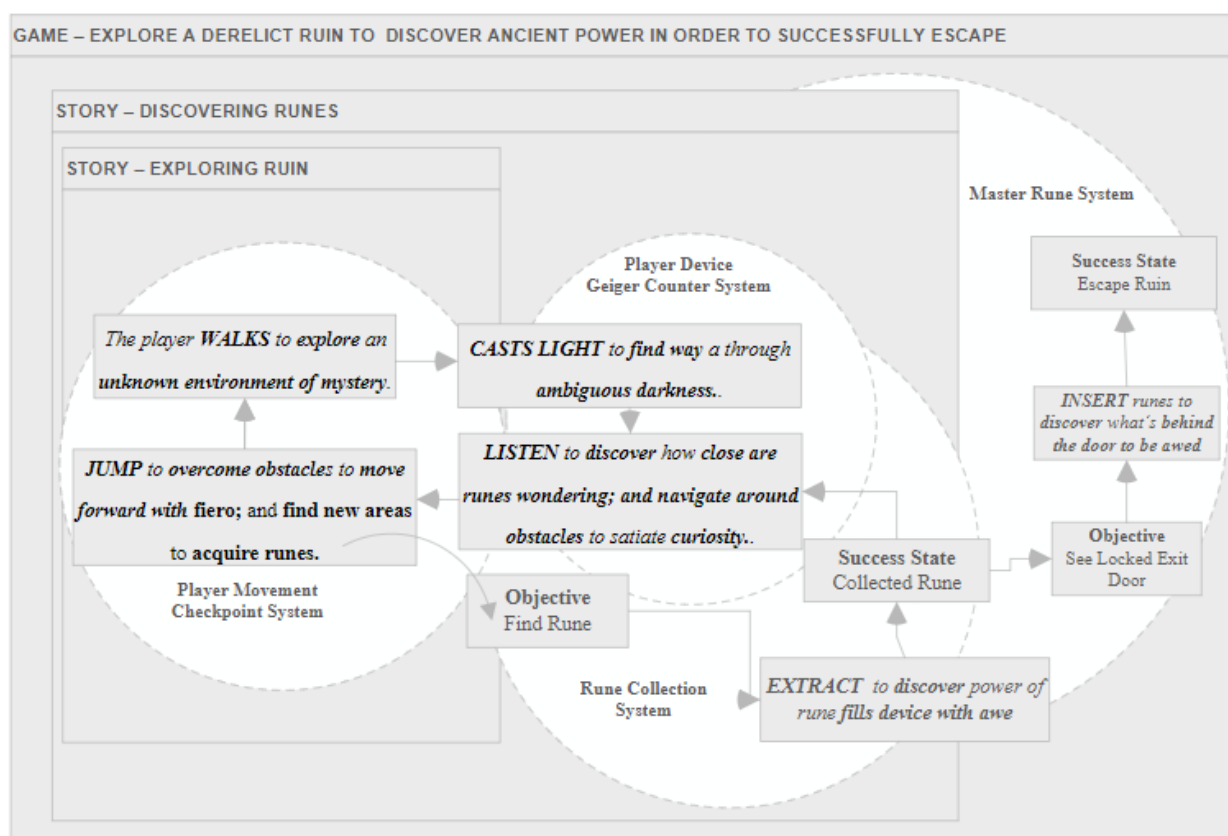 GAME – EXPLORE A DERELICT RUIN TO DISCOVER ANCIENT POWER IN ORDER TO SUCCESSFULLY ESCAPE
STORY – DISCOVERING RUNES
STORY – EXPLORING RUIN
Master Rune System
Player Device
Geiger Counter System
Success State
Escape Ruin
The player WALKS to explore an
unknown environment of mystery.
CASTS LIGHT to find way a through
ambiguous darkness..
INSERT runes to
discover what's behind
the door to be awed
JUMP to overcome obstacles to move
forward with fiero; and find new areas
to acquire runes.
LISTEN to discover how close are
runes wondering; and navigate around
obstacles to satiate curiosity..
Objective
See Locked Exit
Door
Success State
Collected Rune
Player Movement
Checkpoint System
Objective
Find Rune
Rune Collection
System
EXTRACT to discover power of
rune fills device with awe